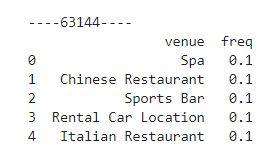 ----63144----
venue freq
0 Spa 0.1
1 Chinese Restaurant 0.1
2 Sports Bar 0.1
3 Rental Car Location 0.1
4 Italian Restaurant 0.1